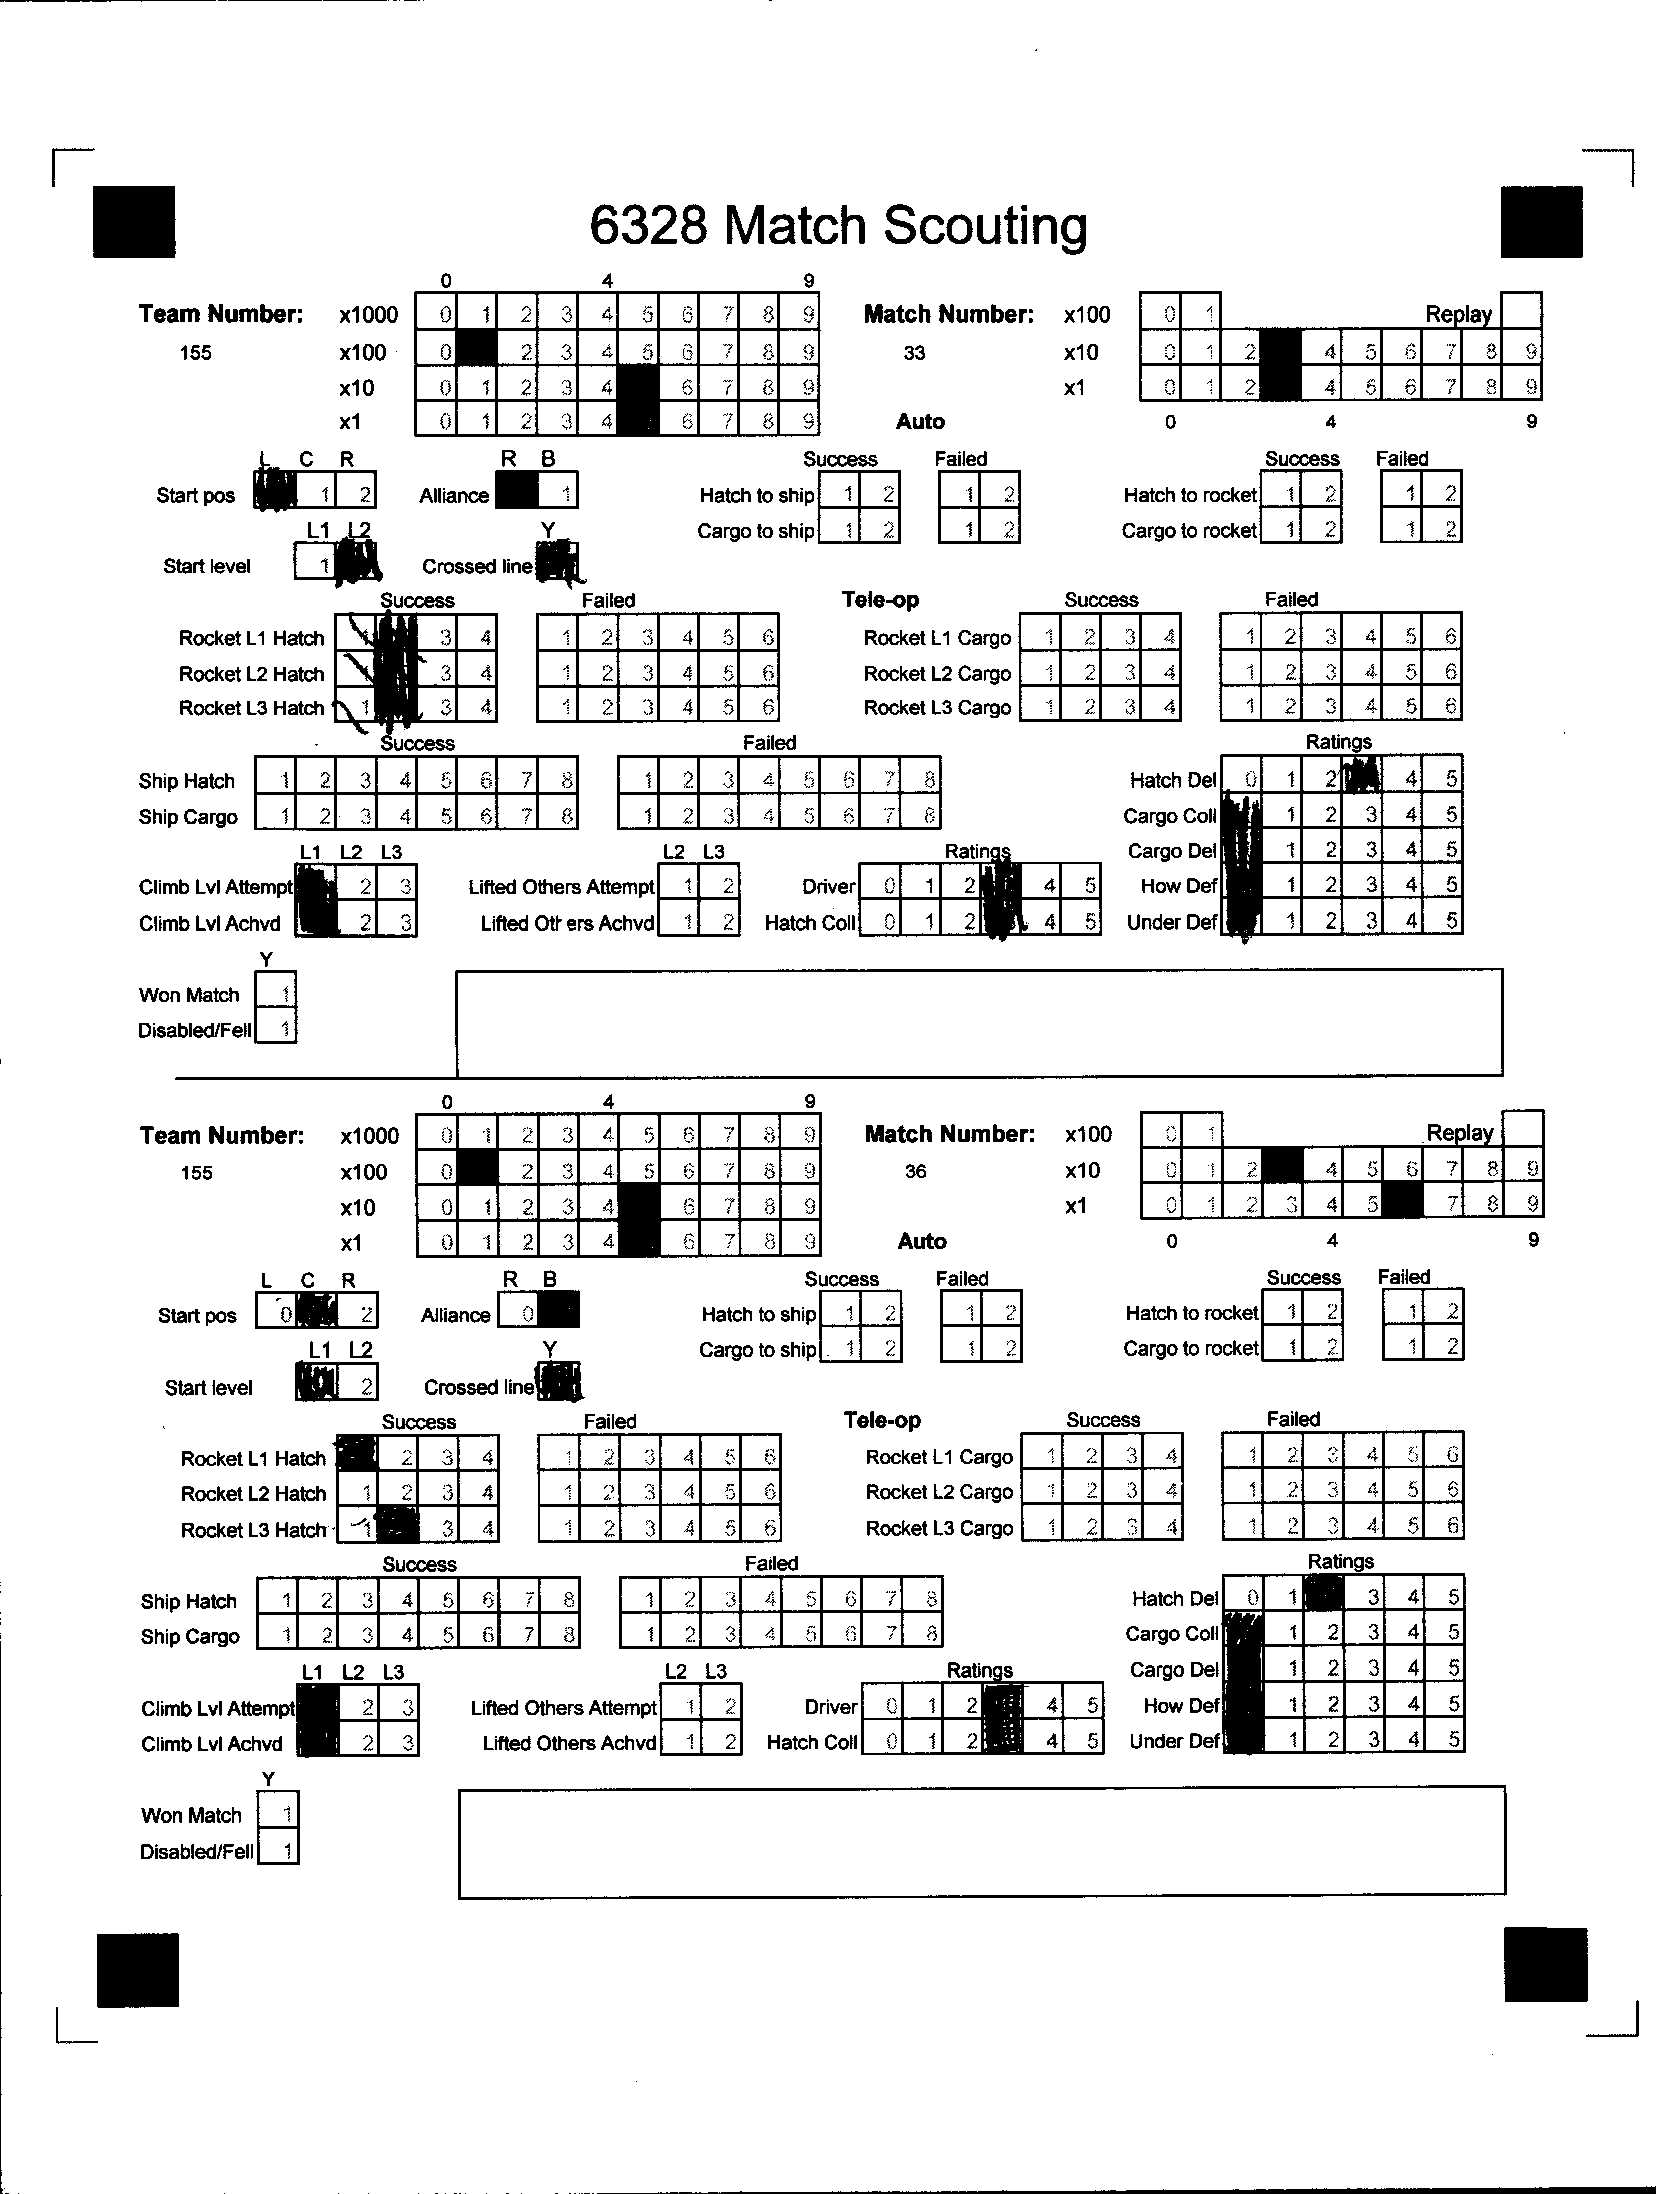 6328 Match Scouting
0 4 9
Team Number: x1000 0 1 2 3 4 5 6 7 8 9 Match Number: x100 0 1 Replay
155 x100 0 2 3 4 5 6 7 8 9 33 x10 0 1 2 4 5 6 7 8 9
x10 0 1 2 3 4 6 7 8 9 x1 0 1 2 4 5 6 7 8 9
x1 0 1 2 3 4 6 7 8 9 Auto 0 4 9
L C R R B Success Failed Success Failed
Start pos 1 2 Alliance 1 Hatch to ship 1 2 1 2 Hatch to rocket 1 2 1 2
L1 L2 Y Cargo to ship 1 2 1 2 Cargo to rocket 1 2 1 2
Start level 1 Crossed line
Success Failed Tele-op Success Failed
Rocket L1 Hatch 1 3 4 1 2 3 4 5 6 Rocket L1 Cargo 1 2 3 4 1 2 3 4 5 6
Rocket L2 Hatch 1 3 4 1 2 3 4 5 6 Rocket L2 Cargo 1 2 3 4 1 2 3 4 5 6
Rocket L3 Hatch 1 3 4 1 2 3 4 5 6 Rocket L3 Cargo 1 2 3 4 1 2 3 4 5 6
Success Failed Ratings
Ship Hatch 1 2 3 4 5 6 7 8 1 2 3 4 5 6 7 8 Hatch Del 0 1 2 4 5
Ship Cargo 1 2 3 4 5 6 7 8 1 2 3 4 5 6 7 8 Cargo Coll 1 2 3 4 5
L1 L2 L3 L2 L3 Ratings Cargo Del 1 2 3 4 5
Climb Lvl Attempt 2 3 Lifted Others Attempt 1 2 Driver 0 1 2 4 5 How Def 1 2 3 4 5
Climb Lvl Achvd 2 3 Lifted Others Achvd 1 2 Hatch Coll 0 1 2 4 5 Under Def 1 2 3 4 5
Y
Won Match 1
Disabled/Fell 1
0 4 9
Team Number: x1000 0 1 2 3 4 5 6 7 8 9 Match Number: x100 0 1 Replay
155 x100 0 2 3 4 5 6 7 8 9 36 x10 0 1 2 4 5 6 7 8 9
x10 0 1 2 3 4 6 7 8 9 x1 0 1 2 3 4 5 7 8 9
x1 0 1 2 3 4 6 7 8 9 Auto 0 4 9
L C R R B Success Failed Success Failed
Start pos 0 2 Alliance 0 Hatch to ship 1 2 1 2 Hatch to rocket 1 2 1 2
L1 L2 Y Cargo to ship 1 2 1 2 Cargo to rocket 1 2 1 2
Start level 2 Crossed line
Success Failed Tele-op Success Failed
Rocket L1 Hatch 2 3 4 1 2 3 4 5 6 Rocket L1 Cargo 1 2 3 4 1 2 3 4 5 6
Rocket L2 Hatch 1 2 3 4 1 2 3 4 5 6 Rocket L2 Cargo 1 2 3 4 1 2 3 4 5 6
Rocket L3 Hatch 1 3 4 1 2 3 4 5 6 Rocket L3 Cargo 1 2 3 4 1 2 3 4 5 6
Success Failed Ratings
Ship Hatch 1 2 3 4 5 6 7 8 1 2 3 4 5 6 7 8 Hatch Del 0 1 3 4 5
Ship Cargo 1 2 3 4 5 6 7 8 1 2 3 4 5 6 7 8 Cargo Coll 1 2 3 4 5
L1 L2 L3 L2 L3 Ratings Cargo Del 1 2 3 4 5
Climb Lvl Attempt 2 3 Lifted Others Attempt 1 2 Driver 0 1 2 4 5 How Def 1 2 3 4 5
Climb Lvl Achvd 2 3 Lifted Others Achvd 1 2 Hatch Coll 0 1 2 4 5 Under Def 1 2 3 4 5
Y
Won Match 1
Disabled/Fell 1